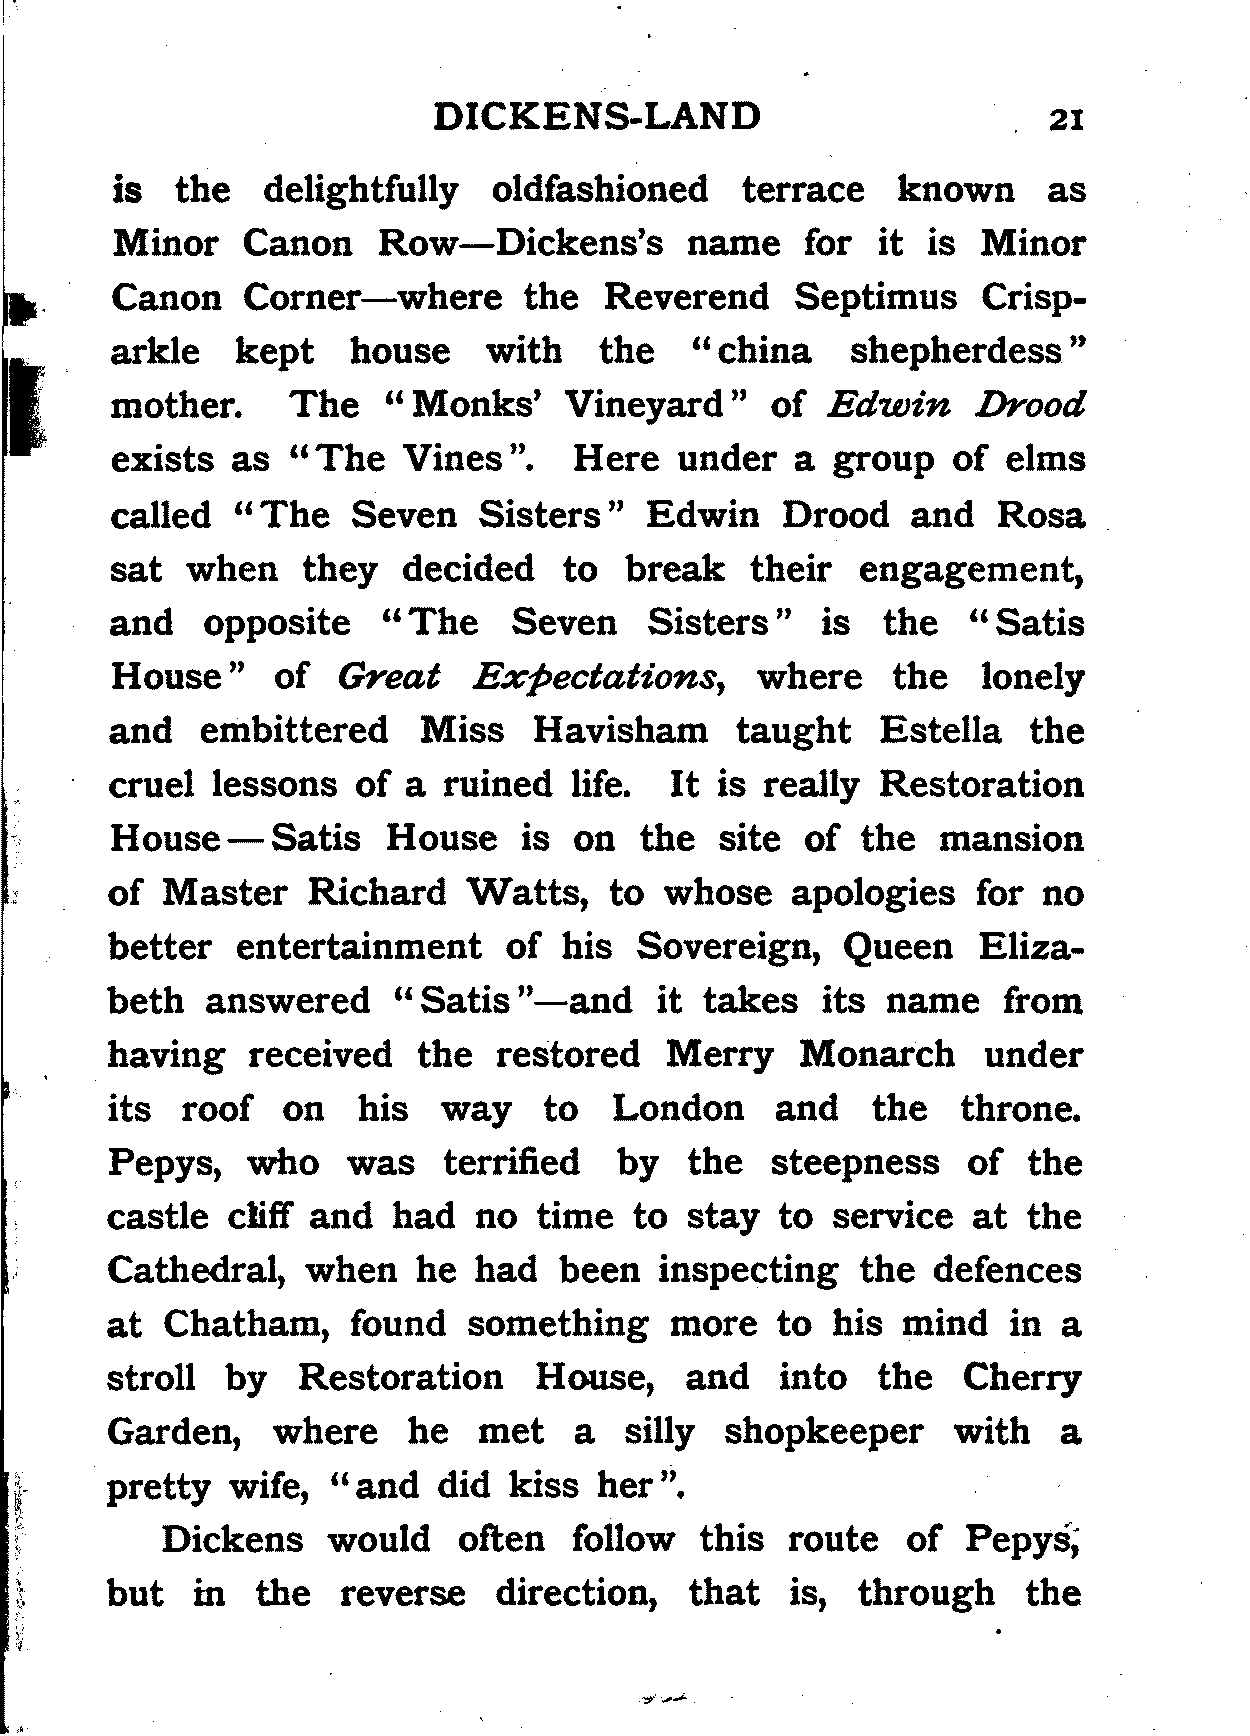 DICKENS-LAND 21
is the delightfully oldfashioned terrace known as
Minor Canon Row—Dickens's name for it is Minor
Canon Corner—where the Reverend Septimus Crisp-
arkle kept house with the "china shepherdess"
mother. The "Monks' Vineyard" of Edwin Drood
exists as "The Vines". Here under a group of elms
called "The Seven Sisters" Edwin Drood and Rosa
sat when they decided to break their engagement,
and opposite "The Seven Sisters" is the "Satis
House" of Great Expectations, where the lonely
and embittered Miss Havisham taught Estella the
cruel lessons of a ruined life. It is really Restoration
House—Satis House is on the site of the mansion
of Master Richard Watts, to whose apologies for no
better entertainment of his Sovereign, Queen Eliza-
beth answered "Satis"—and it takes its name from
having received the restored Merry Monarch under
its roof on his way to London and the throne.
Pepys, who was terrified by the steepness of the
castle cliff and had no time to stay to service at the
Cathedral, when he had been inspecting the defences
at Chatham, found something more to his mind in a
stroll by Restoration House, and into the Cherry
Garden, where he met a silly shopkeeper with a
pretty wife, "and did kiss her".
Dickens would often follow this route of Pepys,
but in the reverse direction, that is, through the